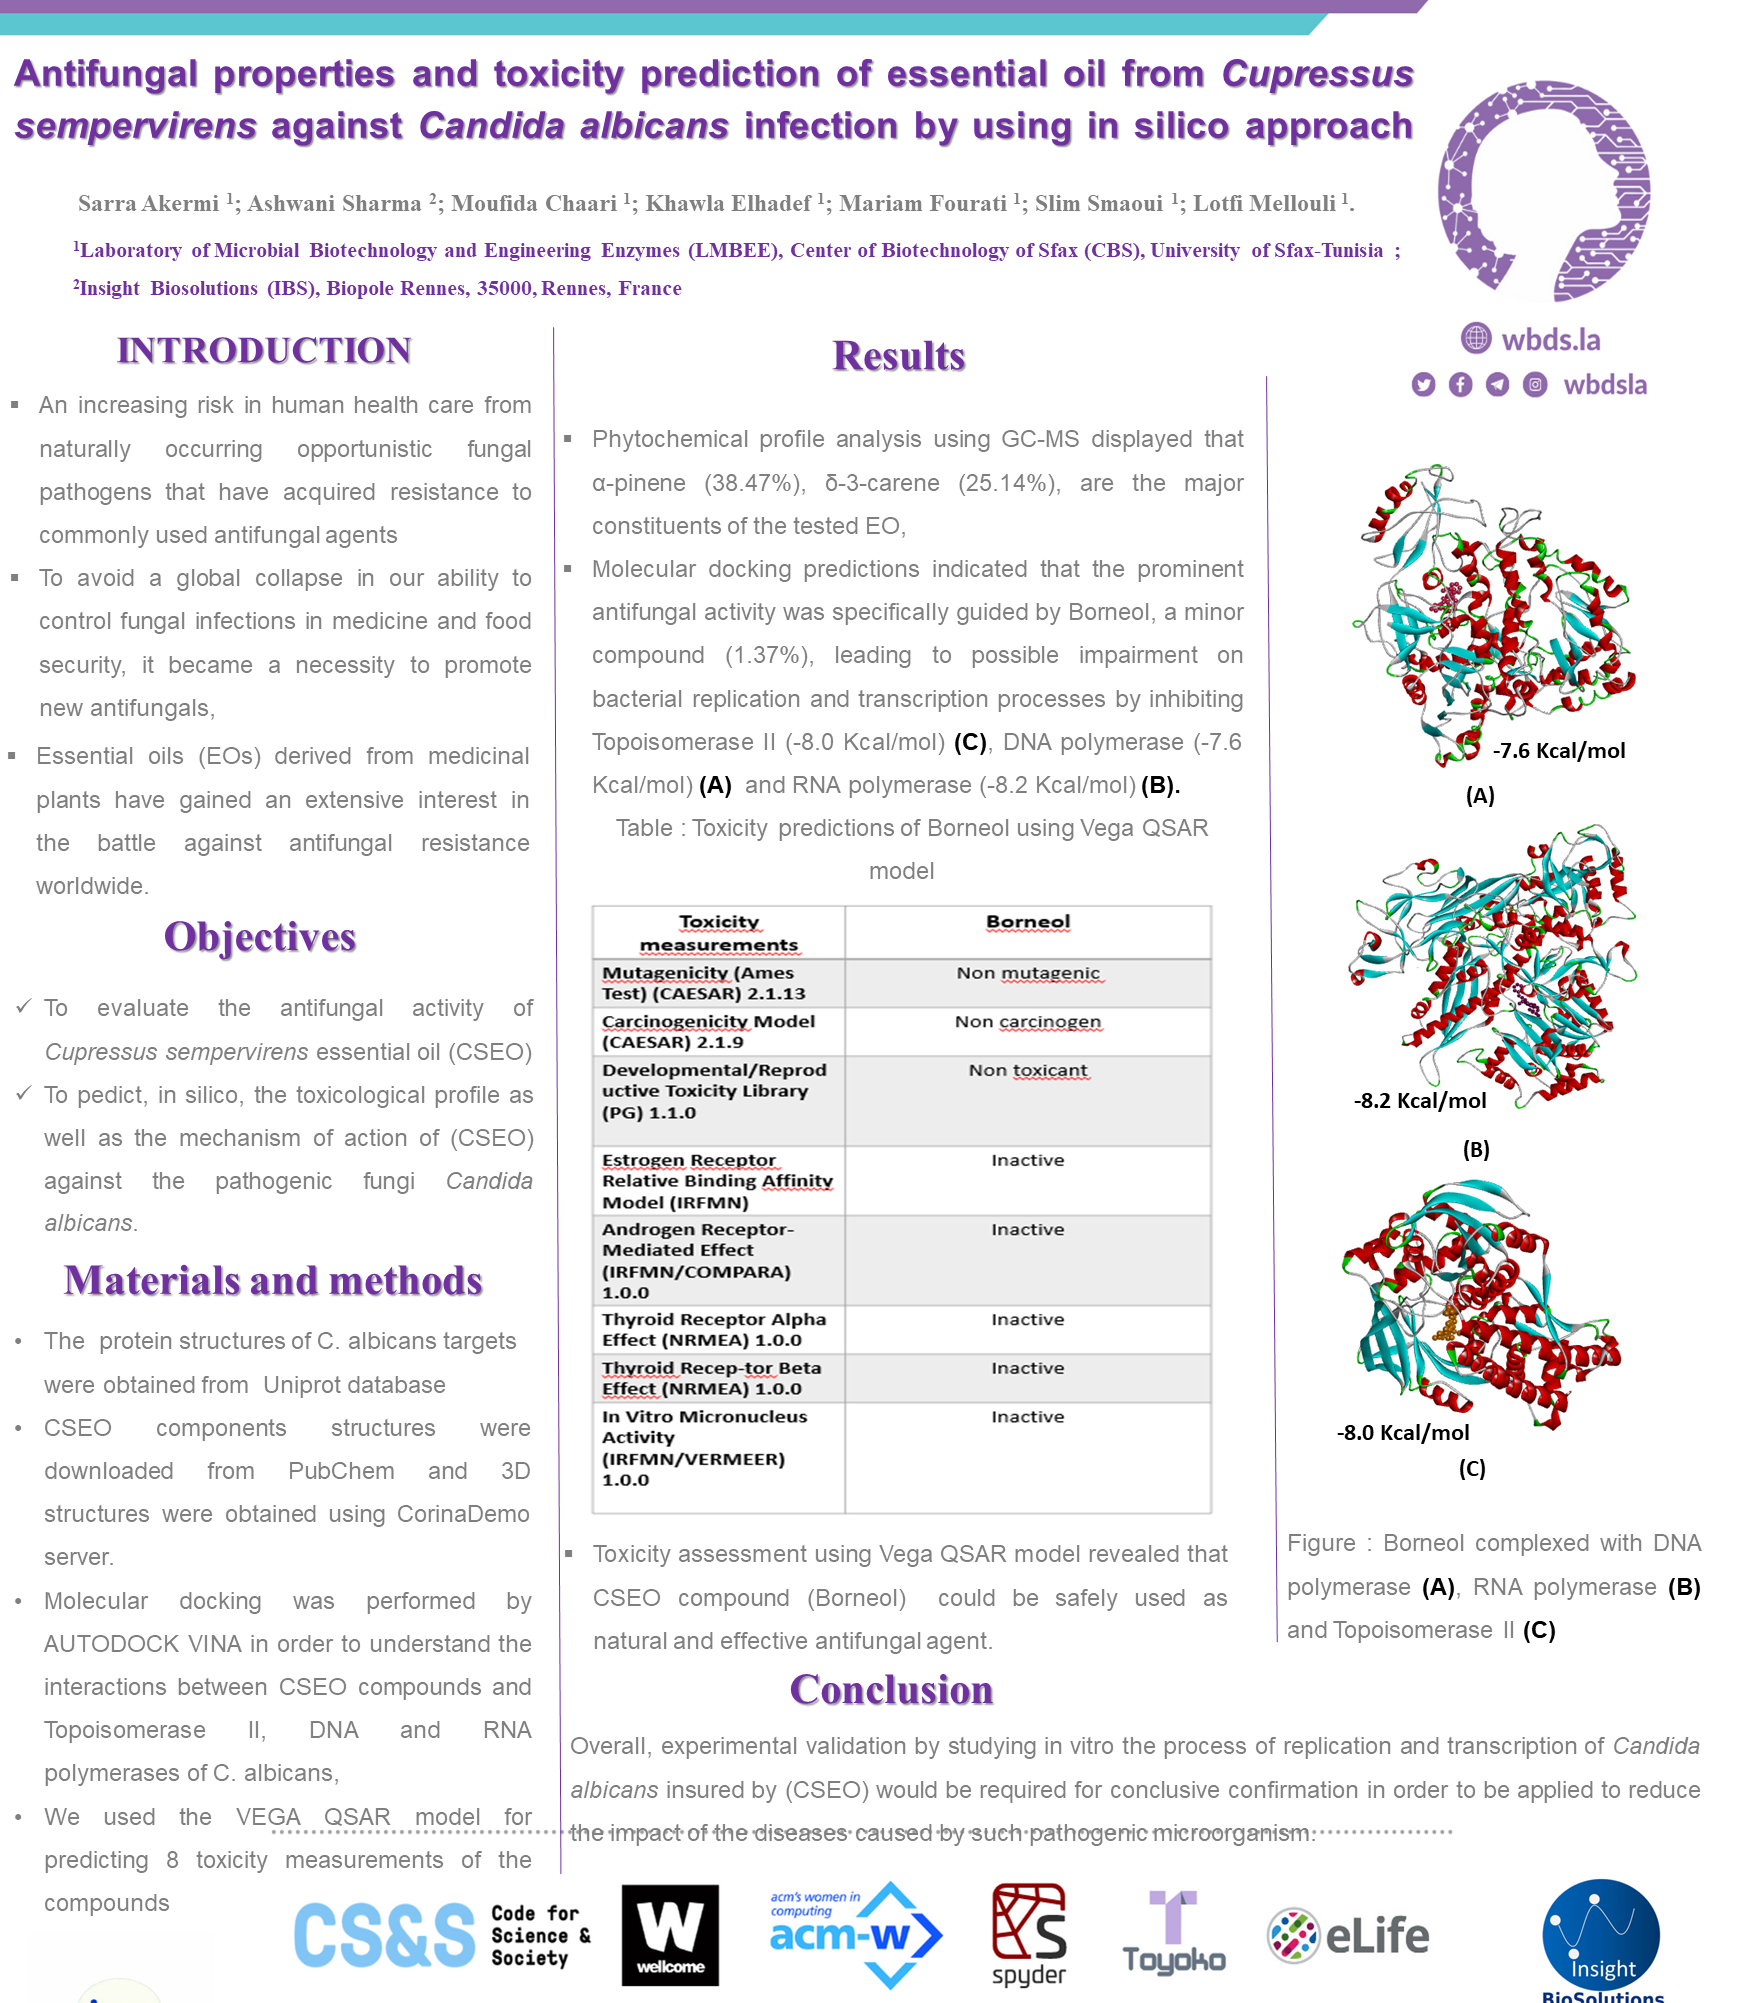 Antifungal properties and toxicity prediction of essential oil from Cupressus
sempervirens against Candida albicans infection by using in silico approach
Sarra Akermi 1; Ashwani Sharma 2; Moufida Chaari 1; Khawla Elhadef 1; Mariam Fourati 1; Slim Smaoui 1; Lotfi Mellouli 1.
1Laboratory of Microbial Biotechnology and Engineering Enzymes (LMBEE), Center of Biotechnology of Sfax (CBS), University of Sfax-Tunisia ;
2Insight Biosolutions (IBS), Biopole Rennes, 35000, Rennes, France
wbds.la
wbdsla
INTRODUCTION
▪ An increasing risk in human health care from
naturally occurring opportunistic fungal
pathogens that have acquired resistance to
commonly used antifungal agents
▪ To avoid a global collapse in our ability to
control fungal infections in medicine and food
security, it became a necessity to promote
new antifungals,
▪ Essential oils (EOs) derived from medicinal
plants have gained an extensive interest in
the battle against antifungal resistance
worldwide.
Objectives
✓ To evaluate the antifungal activity of
Cupressus sempervirens essential oil (CSEO)
✓ To pedict, in silico, the toxicological profile as
well as the mechanism of action of (CSEO)
against the pathogenic fungi Candida
albicans.
Materials and methods
• The protein structures of C. albicans targets
were obtained from Uniprot database
• CSEO components structures were
downloaded from PubChem and 3D
structures were obtained using CorinaDemo
server.
• Molecular docking was performed by
AUTODOCK VINA in order to understand the
interactions between CSEO compounds and
Topoisomerase II, DNA and RNA
polymerases of C. albicans,
• We used the VEGA QSAR model for
predicting 8 toxicity measurements of the
compounds
Results
▪ Phytochemical profile analysis using GC-MS displayed that
α-pinene (38.47%), δ-3-carene (25.14%), are the major
constituents of the tested EO,
▪ Molecular docking predictions indicated that the prominent
antifungal activity was specifically guided by Borneol, a minor
compound (1.37%), leading to possible impairment on
bacterial replication and transcription processes by inhibiting
Topoisomerase II (-8.0 Kcal/mol) (C), DNA polymerase (-7.6
Kcal/mol) (A) and RNA polymerase (-8.2 Kcal/mol) (B).
Table : Toxicity predictions of Borneol using Vega QSAR
model
Toxicity
measurements
Borneol
Mutagenicity (Ames
Test) (CAESAR) 2.1.13
Non mutagenic
Carcinogenicity Model
(CAESAR) 2.1.9
Non carcinogen
Developmental/Reprod
uctive Toxicity Library
(PG) 1.1.0
Non toxicant
Estrogen Receptor
Relative Binding Affinity
Model (IRFMN)
Inactive
Androgen Receptor-
Mediated Effect
(IRFMN/COMPARA)
1.0.0
Inactive
Thyroid Receptor Alpha
Effect (NRMEA) 1.0.0
Inactive
Thyroid Recep-tor Beta
Effect (NRMEA) 1.0.0
Inactive
In Vitro Micronucleus
Activity
(IRFMN/VERMEER)
1.0.0
Inactive
▪ Toxicity assessment using Vega QSAR model revealed that
CSEO compound (Borneol) could be safely used as
natural and effective antifungal agent.
-7.6 Kcal/mol
(A)
-8.2 Kcal/mol
(B)
-8.0 Kcal/mol
(C)
Figure : Borneol complexed with DNA
polymerase (A), RNA polymerase (B)
and Topoisomerase II (C)
Conclusion
Overall, experimental validation by studying in vitro the process of replication and transcription of Candida
albicans insured by (CSEO) would be required for conclusive confirmation in order to be applied to reduce
the impact of the diseases caused by such pathogenic microorganism.
CS&S
Code for
Science &
Society
W
wellcome
acm's women in
computing
acm-w
S
spyder
Toyoko
eLife
Insight
BioSolutions